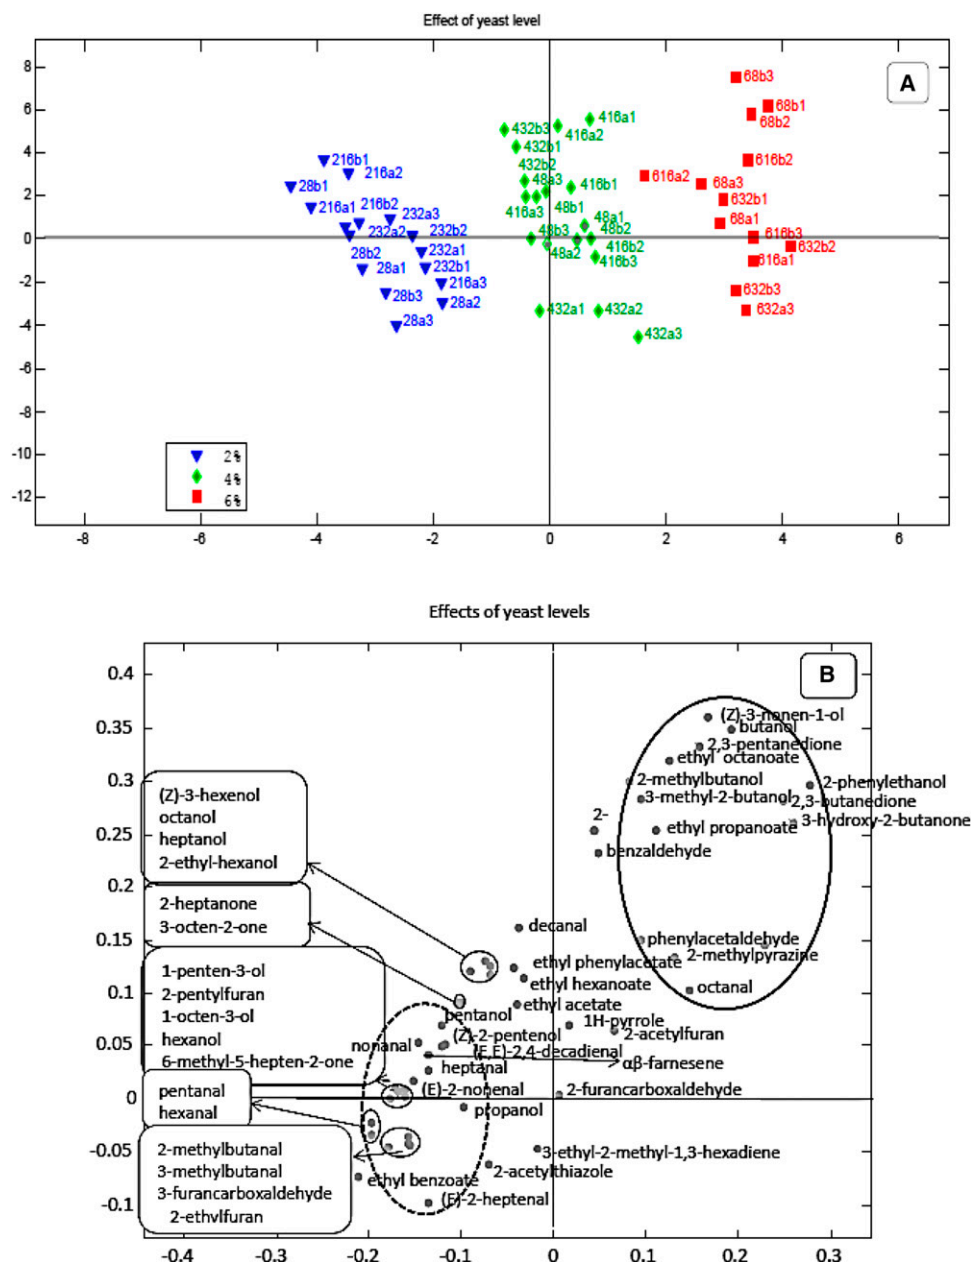 Effect of yeast level
A
8
6
4
2
0
-2
-4
-6
-8
-10
-12
68b3
68b1
68b2
416a1
432b3
416a2
432b1
216b1
216a2
432b2
616b2
28b1
48a3
616a2
68a3
416b1
216a1
216b2
232a3
416a3
48b1
632b1
48a1
68a1
232a2
232b2
48b3
48b2
616b3
28b2
232a1
48a2
416b2
632b2
28a1
232b1
416b3
616a1
216a3
28b3
28a2
632b3
28a3
432a1
432a2
632a3
432a3
2%
4%
6%
-8
-6
-4
-2
0
2
4
6
Effects of yeast levels
B
0.4
0.35
0.3
0.25
0.2
0.15
0.1
0.05
0
-0.05
-0.1
(Z)-3-nonen-1-ol
butanol
2,3-pentanedione
ethyl octanoate
2-methylbutanol
2-phenylethanol
3-methyl-2-butanol
2,3-butanedione
2-
ethyl propanoate
3-hydroxy-2-butanone
benzaldehyde
(Z)-3-hexenol
octanol
heptanol
2-ethyl-hexanol
2-heptanone
3-octen-2-one
decanal
phenylacetaldehyde
2-methylpyrazine
ethyl phenylacetate
ethyl hexanoate
octanal
ethyl acetate
1-penten-3-ol
2-pentylfuran
1-octen-3-ol
hexanol
6-methyl-5-hepten-2-one
pentanol
1H-pyrrole
(Z)-2-pentenol
2-acetylfuran
nonanal
(E,E)-2,4-decadienal
heptanal
αβ-farnesene
(E)-2-nonenal
2-furancarboxaldehyde
pentanal
hexanal
propanol
2-methylbutanal
3-methylbutanal
3-furancarboxaldehyde
2-ethylfuran
3-ethyl-2-methyl-1,3-hexadiene
2-acetylthiazole
ethyl benzoate
(E)-2-heptenal
-0.4
-0.3
-0.2
-0.1
0
0.1
0.2
0.3